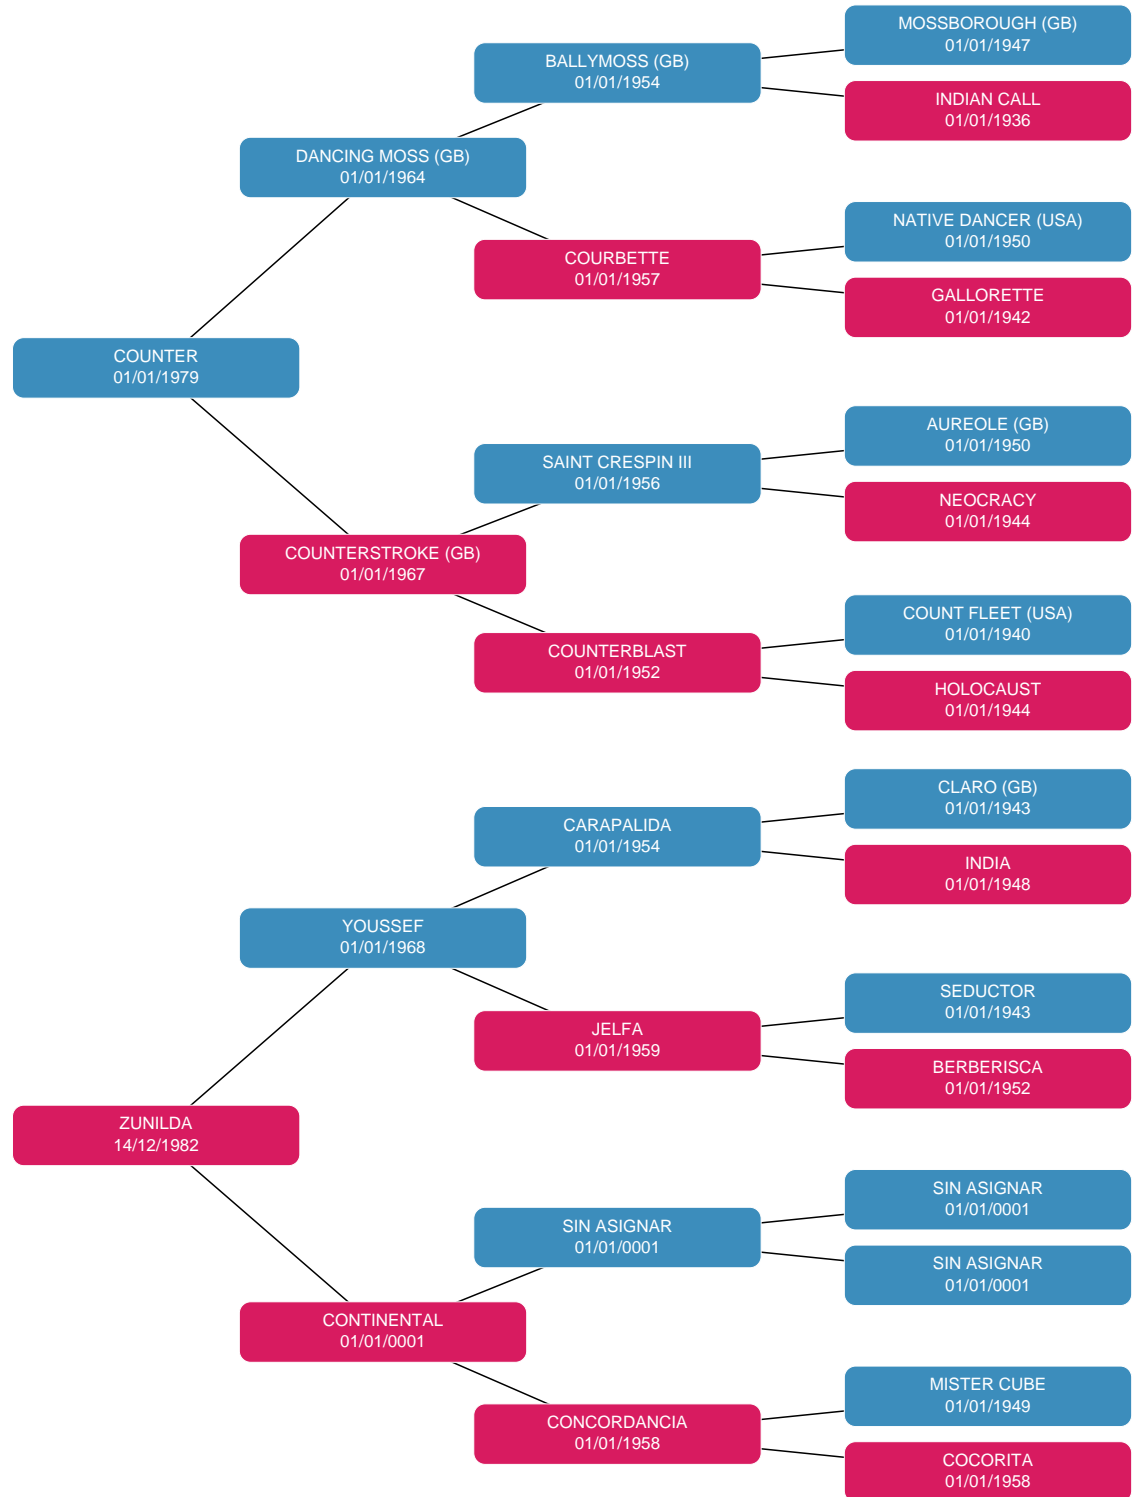 MOSSBOROUGH (GB)
01/01/1947
BALLYMOSS (GB)
01/01/1954
INDIAN CALL
01/01/1936
DANCING MOSS (GB)
01/01/1964
NATIVE DANCER (USA)
01/01/1950
COURBETTE
01/01/1957
GALLORETTE
01/01/1942
COUNTER
01/01/1979
AUREOLE (GB)
01/01/1950
SAINT CRESPIN III
01/01/1956
NEOCRACY
01/01/1944
COUNTERSTROKE (GB)
01/01/1967
COUNT FLEET (USA)
01/01/1940
COUNTERBLAST
01/01/1952
HOLOCAUST
01/01/1944
CLARO (GB)
01/01/1943
CARAPALIDA
01/01/1954
INDIA
01/01/1948
YOUSSEF
01/01/1968
SEDUCTOR
01/01/1943
JELFA
01/01/1959
BERBERISCA
01/01/1952
ZUNILDA
14/12/1982
SIN ASIGNAR
01/01/0001
SIN ASIGNAR
01/01/0001
SIN ASIGNAR
01/01/0001
CONTINENTAL
01/01/0001
MISTER CUBE
01/01/1949
CONCORDANCIA
01/01/1958
COCORITA
01/01/1958